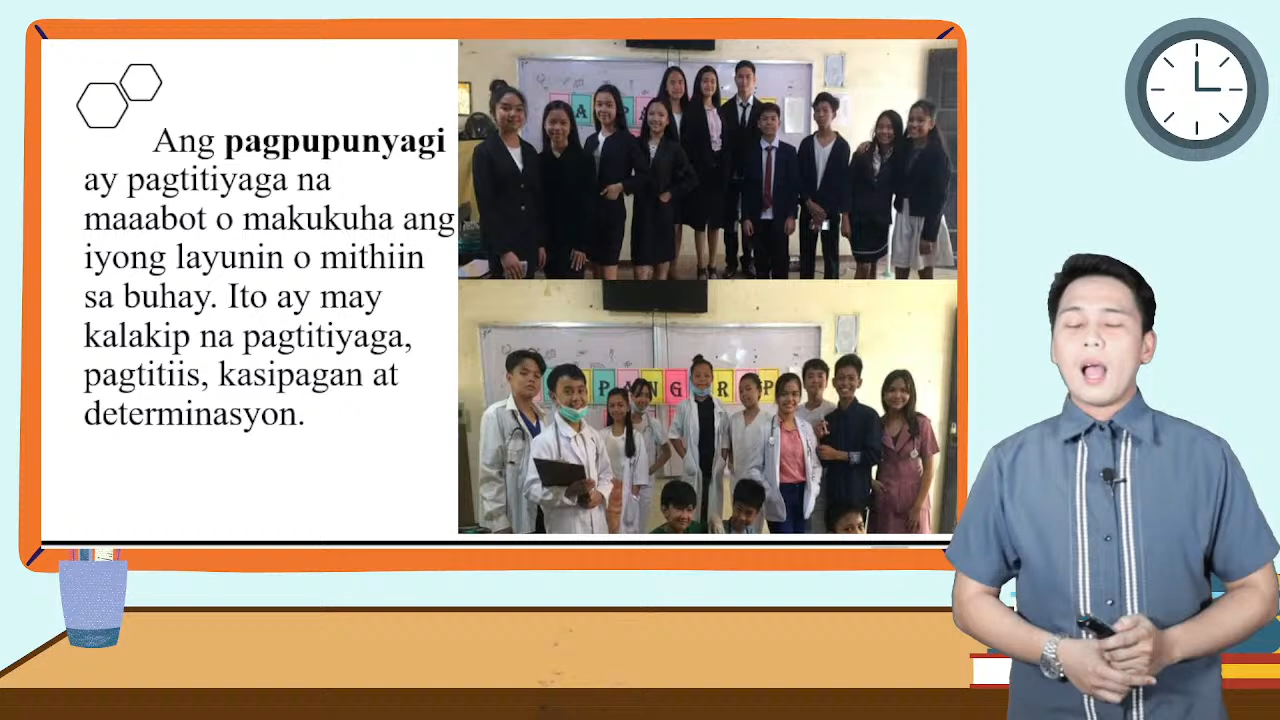 Ang pagpupunyagi
ay pagtitiyaga na
maaabot o makukuha ang
iyong layunin o mithiin
sa buhay. Ito ay may
kalakip na pagtitiyaga,
pagtitiis, kasipagan at
determinasyon.